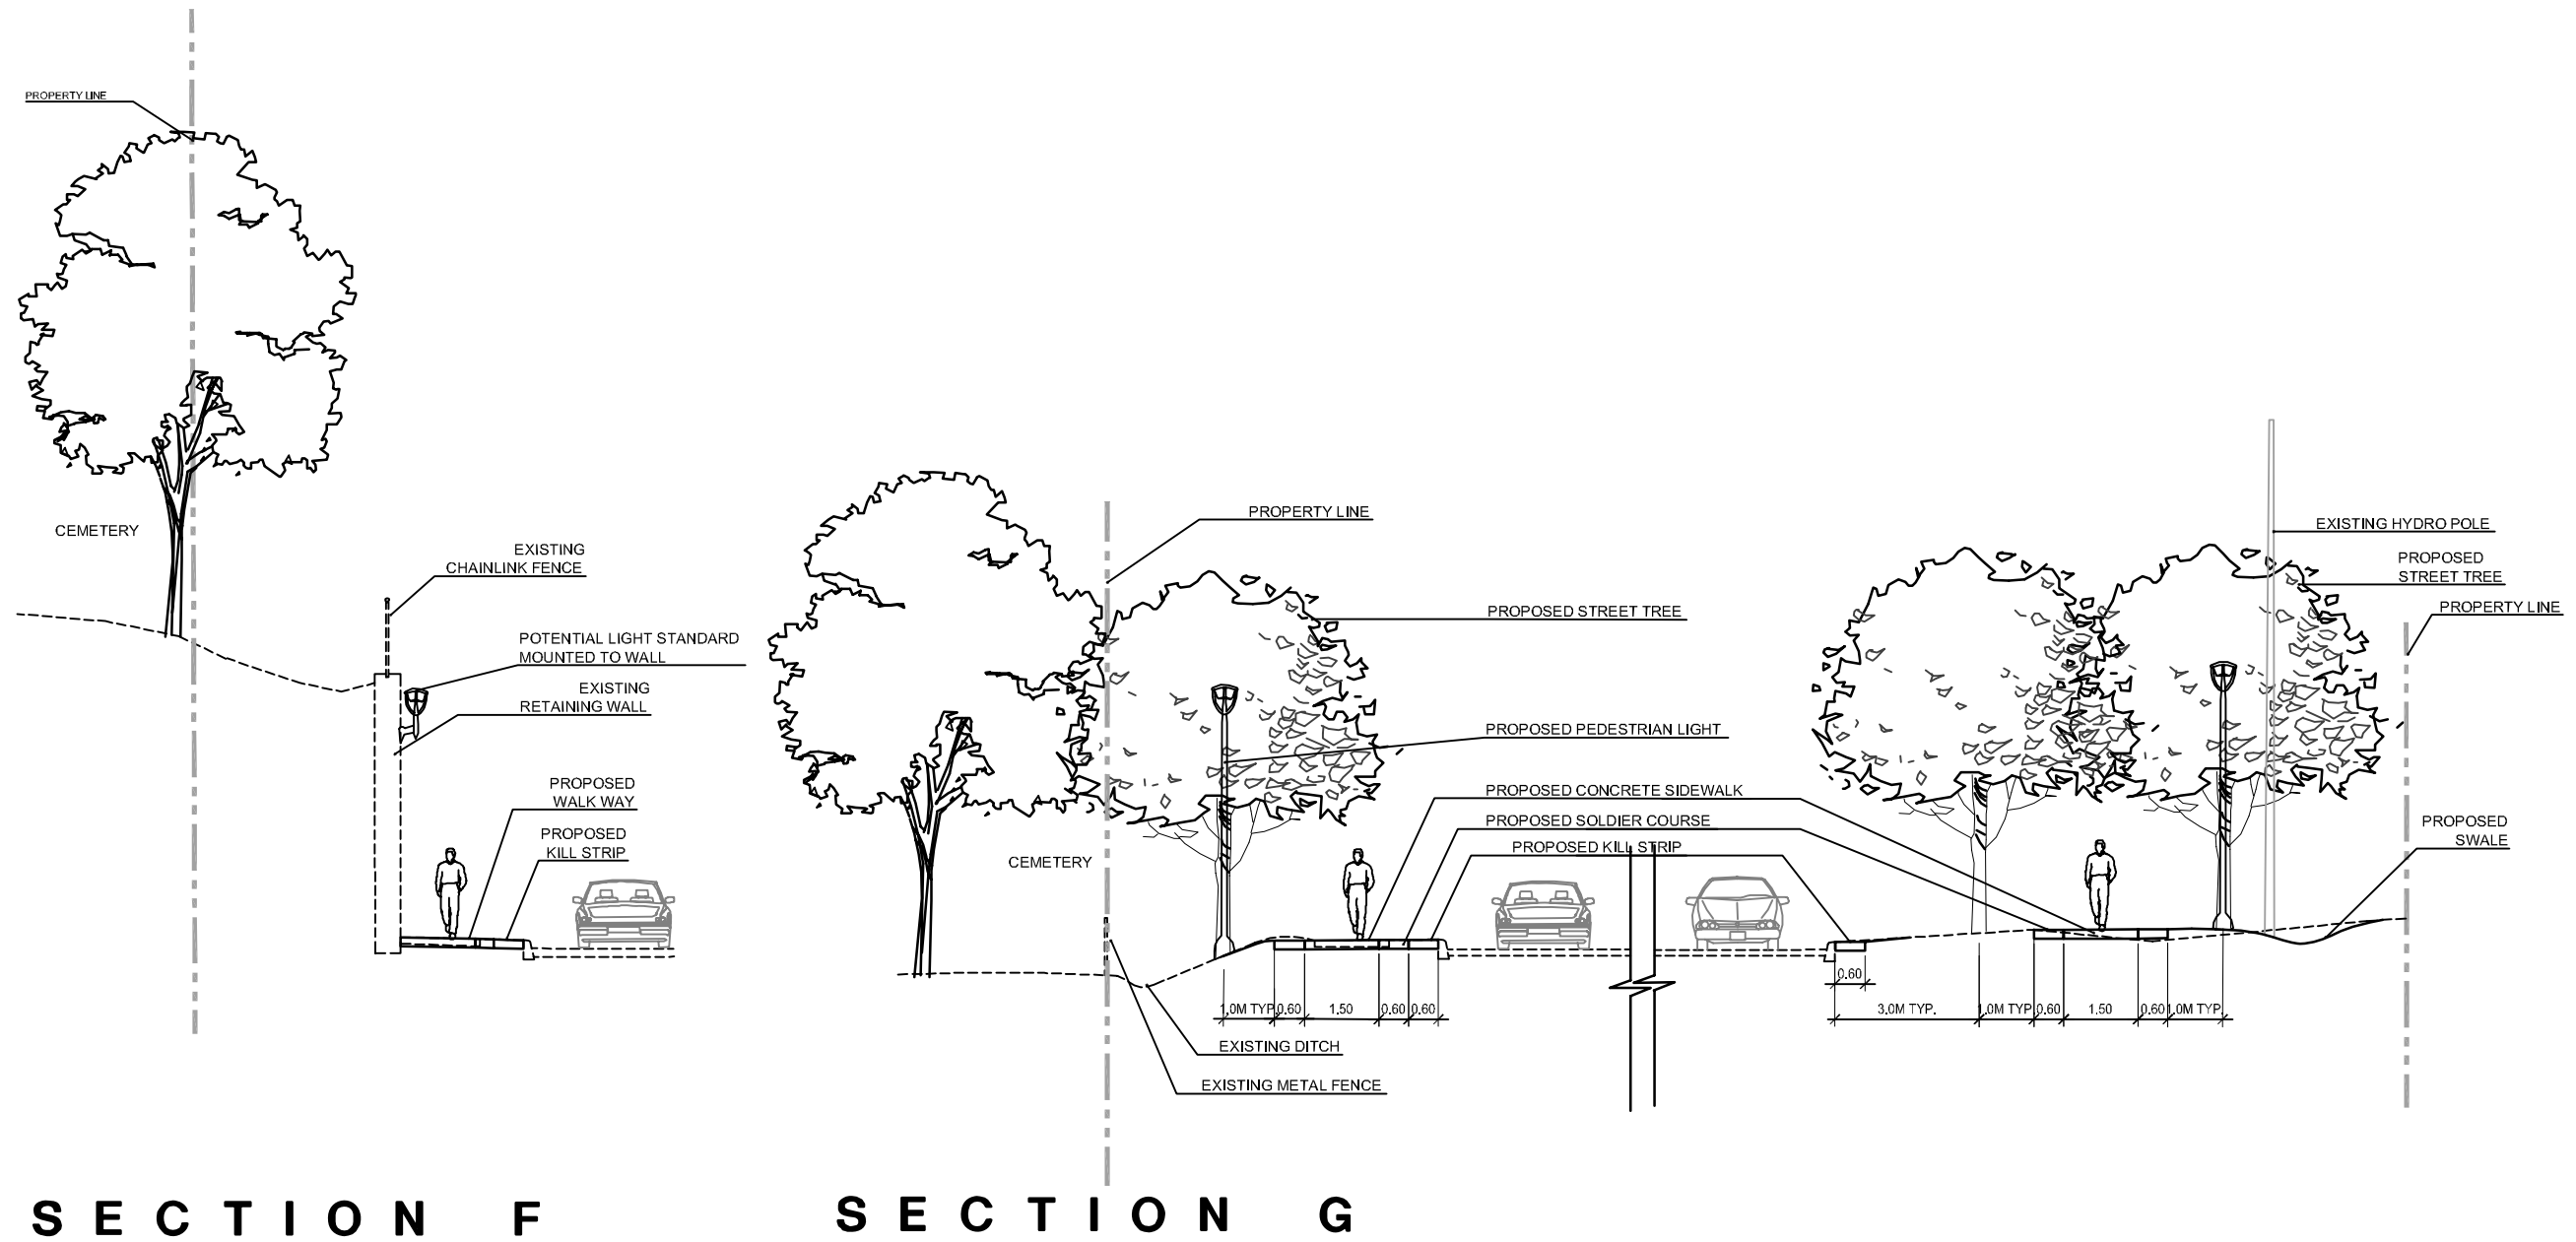 PROPERTY LINE
CEMETERY
EXISTING
CHAINLINK FENCE
POTENTIAL LIGHT STANDARD
MOUNTED TO WALL
EXISTING
RETAINING WALL
PROPOSED
WALK WAY
PROPOSED
KILL STRIP
SECTION F
PROPERTY LINE
PROPOSED STREET TREE
PROPOSED PEDESTRIAN LIGHT
PROPOSED CONCRETE SIDEWALK
PROPOSED SOLDIER COURSE
PROPOSED KILL STRIP
CEMETERY
1.0M TYP. 0.60 1.50 0.60 0.60
EXISTING DITCH
EXISTING METAL FENCE
EXISTING HYDRO POLE
PROPOSED
STREET TREE
PROPERTY LINE
PROPOSED
SWALE
0.60
3.0M TYP. 1.0M TYP. 0.60 1.50 0.60 1.0M TYP.
SECTION G